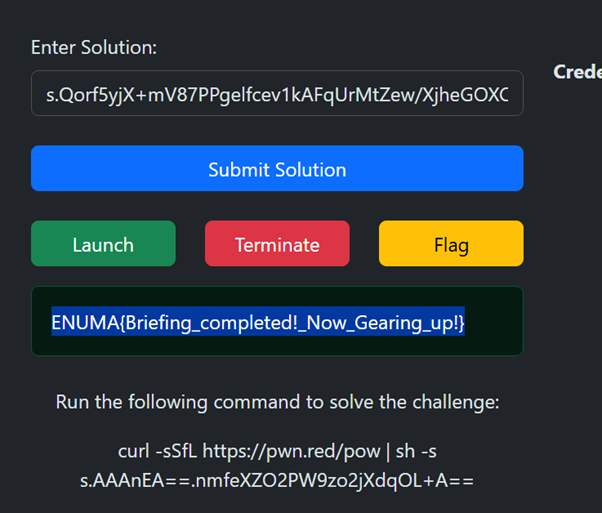 Enter Solution:
Crede
s.Qorf5yjX+mV87PPgelfcev1kAFqUrMtZew/XjheGOXC
Submit Solution
Launch Terminate Flag
ENUMA{Briefing_completed!_Now_Gearing_up!}
Run the following command to solve the challenge:
curl -sSfL https://pwn.red/pow | sh -s
s.AAAnEA==.nmfeXZO2PW9zo2jXdqOL+A==